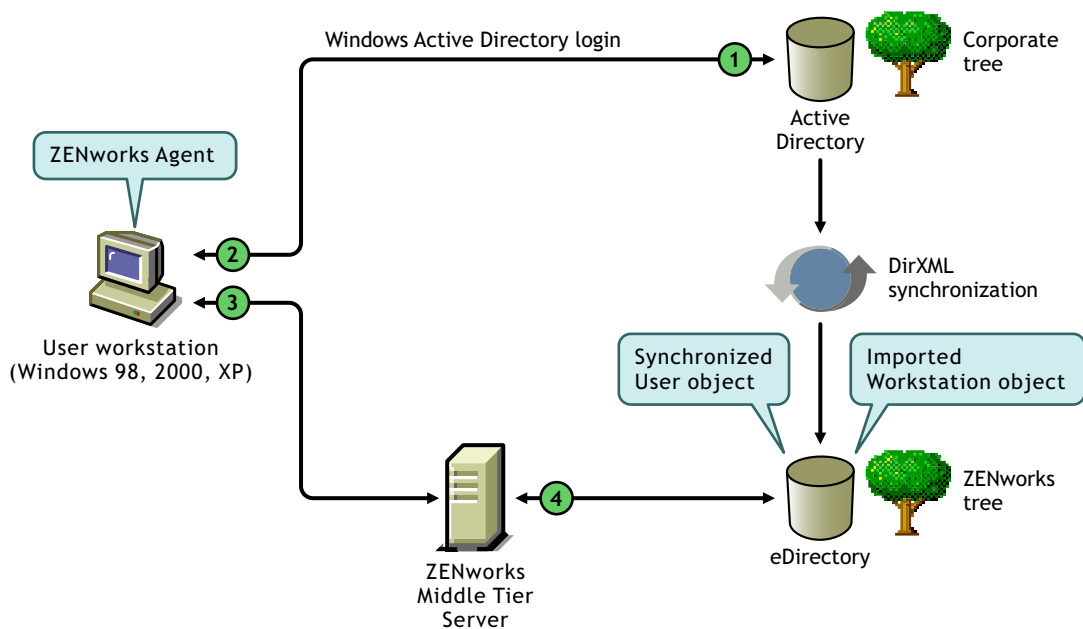 Windows Active Directory login
1
Corporate
tree
Active
Directory
ZENworks Agent
2
3
User workstation
(Windows 98, 2000, XP)
DirXML
synchronization
Synchronized
User object
Imported
Workstation object
4
ZENworks
Middle Tier
Server
eDirectory
ZENworks
tree